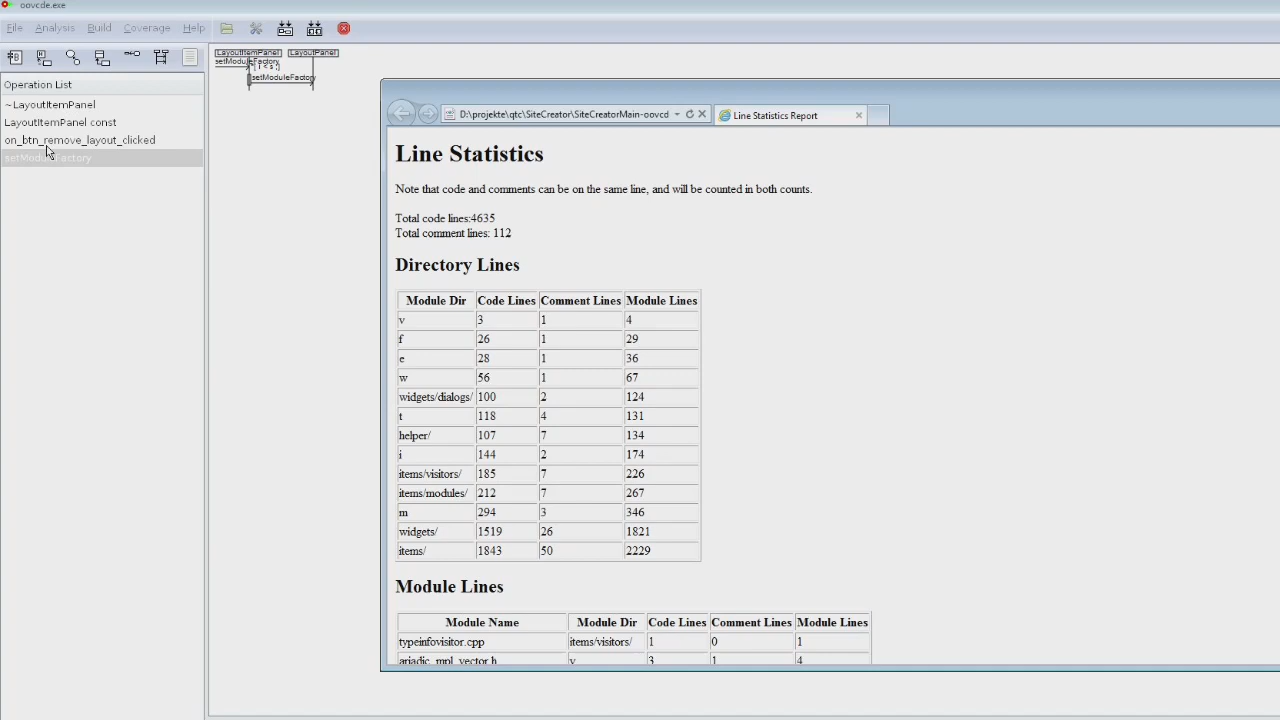 oovcde.exe
File Analysis Build Coverage Help
Operation List
~LayoutItemPanel
LayoutItemPanel const
on_btn_remove_layout_clicked
setModuleFactory
LayoutItemPanel LayoutPanel
setModuleFactory
setModuleFactory
D:\projekte\qtc\SiteCreator\SiteCreatorMain-oovcd
Line Statistics Report
Line Statistics
Note that code and comments can be on the same line, and will be counted in both counts.
Total code lines:4635
Total comment lines: 112
Directory Lines
Module Dir Code Lines Comment Lines Module Lines
v 3 1 4
f 26 1 29
e 28 1 36
w 56 1 67
widgets/dialogs/ 100 2 124
t 118 4 131
helper/ 107 7 134
i 144 2 174
items/visitors/ 185 7 226
items/modules/ 212 7 267
m 294 3 346
widgets/ 1519 26 1821
items/ 1843 50 2229
Module Lines
Module Name Module Dir Code Lines Comment Lines Module Lines
typeinfovisitor.cpp items/visitors/ 1 0 1
ariadic_mpl_vector.h v 3 1 4